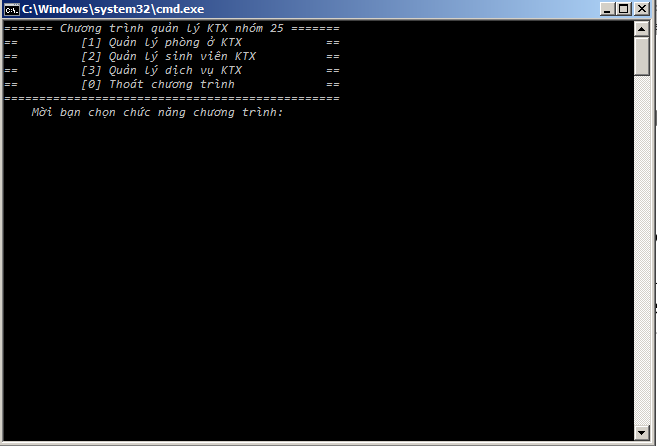 C:\Windows\system32\cmd.exe
======= Chương trình quản lý KTX nhóm 25 =======
==         [1] Quản lý phòng ở KTX            ==
==         [2] Quản lý sinh viên KTX          ==
==         [3] Quản lý dịch vụ KTX            ==
==         [0] Thoát chương trình             ==
================================================
    Mời bạn chọn chức năng chương trình: